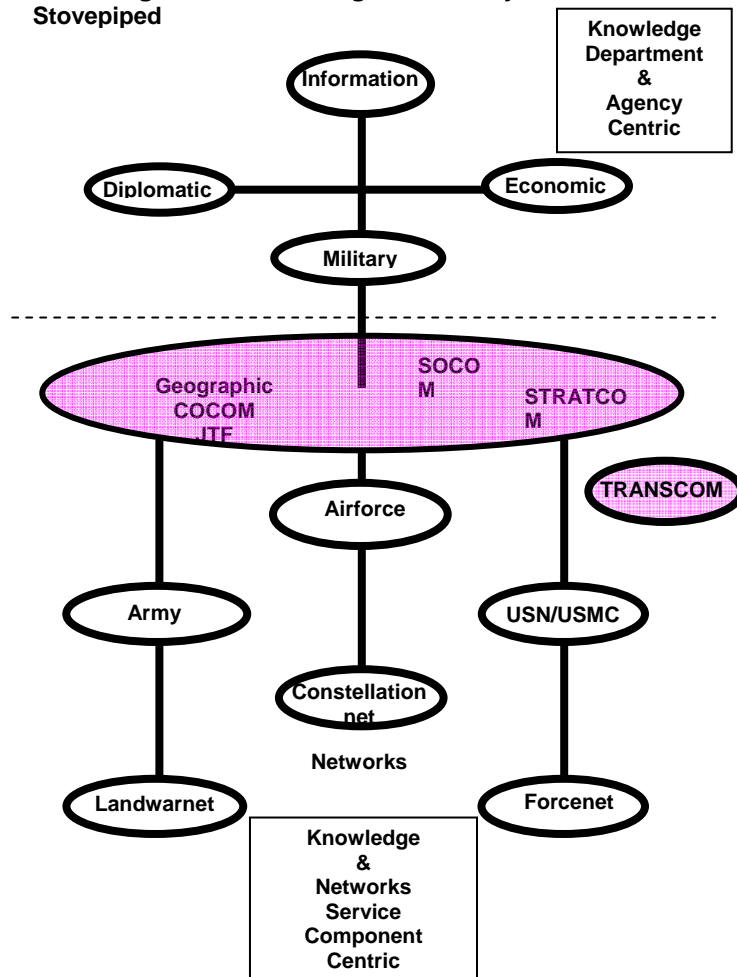 Stovepiped
Knowledge
Department
&
Agency
Centric
Information
Diplomatic
Economic
Military
Geographic
COCOM
JTF
SOCO
M
STRATCO
M
TRANSCOM
Airforce
Army
USN/USMC
Constellation
net
Networks
Landwarnet
Forcenet
Knowledge
&
Networks
Service
Component
Centric